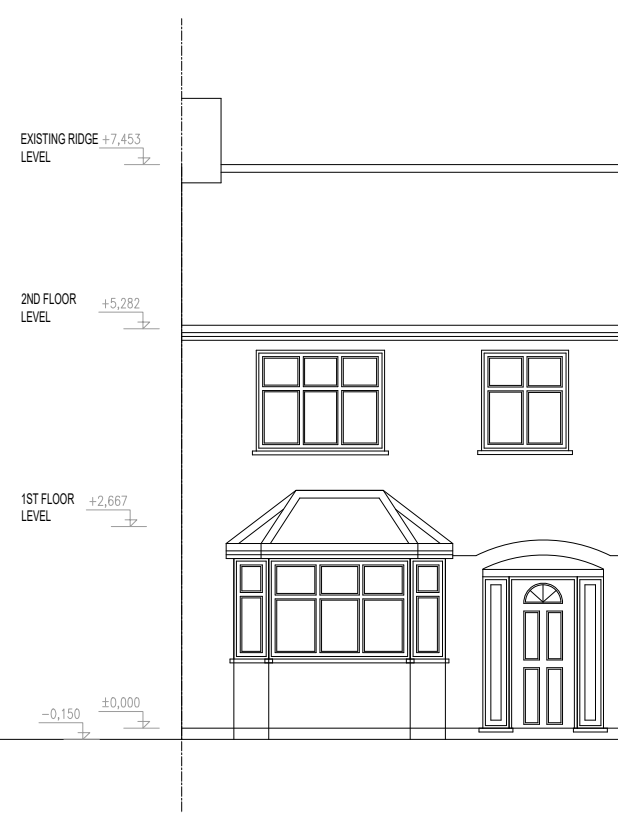 EXISTING RIDGE +7,453
LEVEL
2ND FLOOR +5,282
LEVEL
1ST FLOOR +2,667
LEVEL
±0,000
−0,150